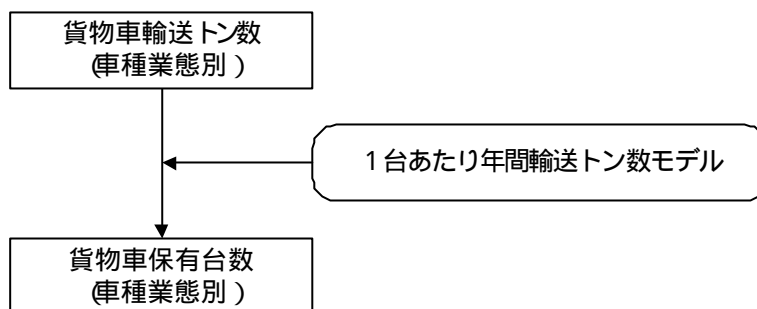 貨物車輸送トン数
(車種業態別)
1台あたり年間輸送トン数モデル
貨物車保有台数
(車種業態別)